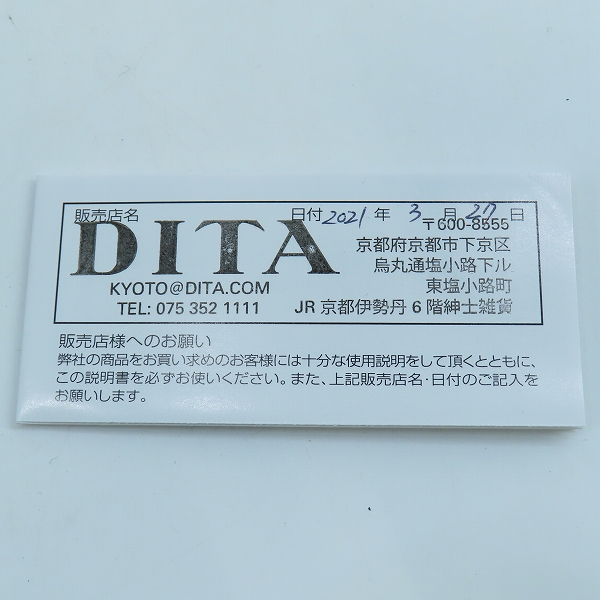 販売店名 日付 2021 年 3 月 27 日
DITA
〒600-8555
京都府京都市下京区
烏丸通塩小路下ル
東塩小路町
KYOTO@DITA.COM
TEL: 075 352 1111 JR 京都伊勢丹 6 階紳士雑貨
販売店様へのお願い
弊社の商品をお買い求めのお客様には十分な使用説明をして頂くとともに、
この説明書を必ずお使いください。また、上記販売店名・日付のご記入を
お願いします。